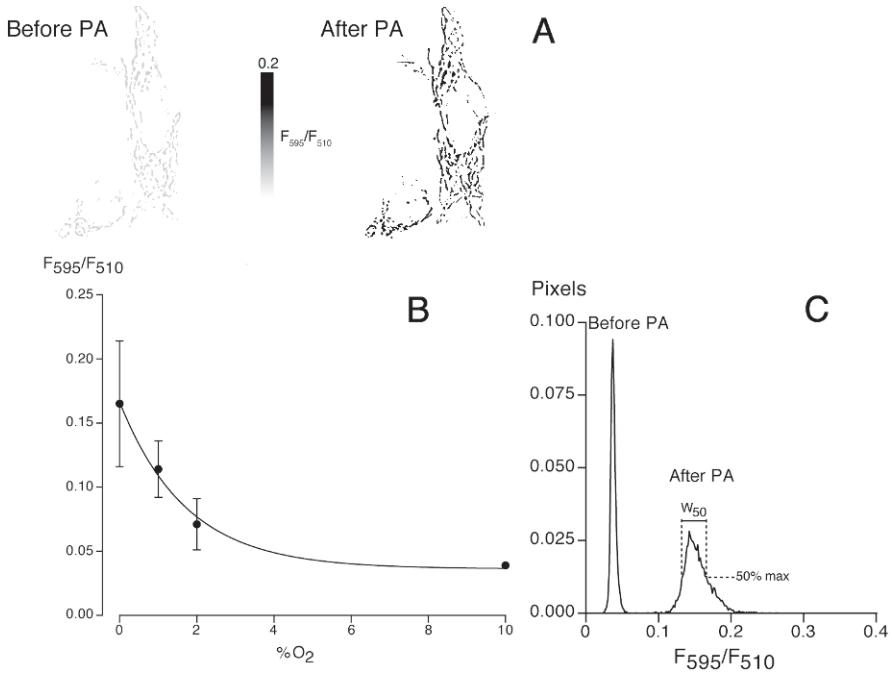 Before PA
After PA
A
0.2
F595/F510
F595/F510
B
0.25
0.20
0.15
0.10
0.05
0.00
0
2
4
6
8
10
%O2
Pixels
C
0.100
Before PA
0.075
0.050
After PA
W50
0.025
50% max
0.000
0
0.1
0.2
0.3
0.4
F595/F510